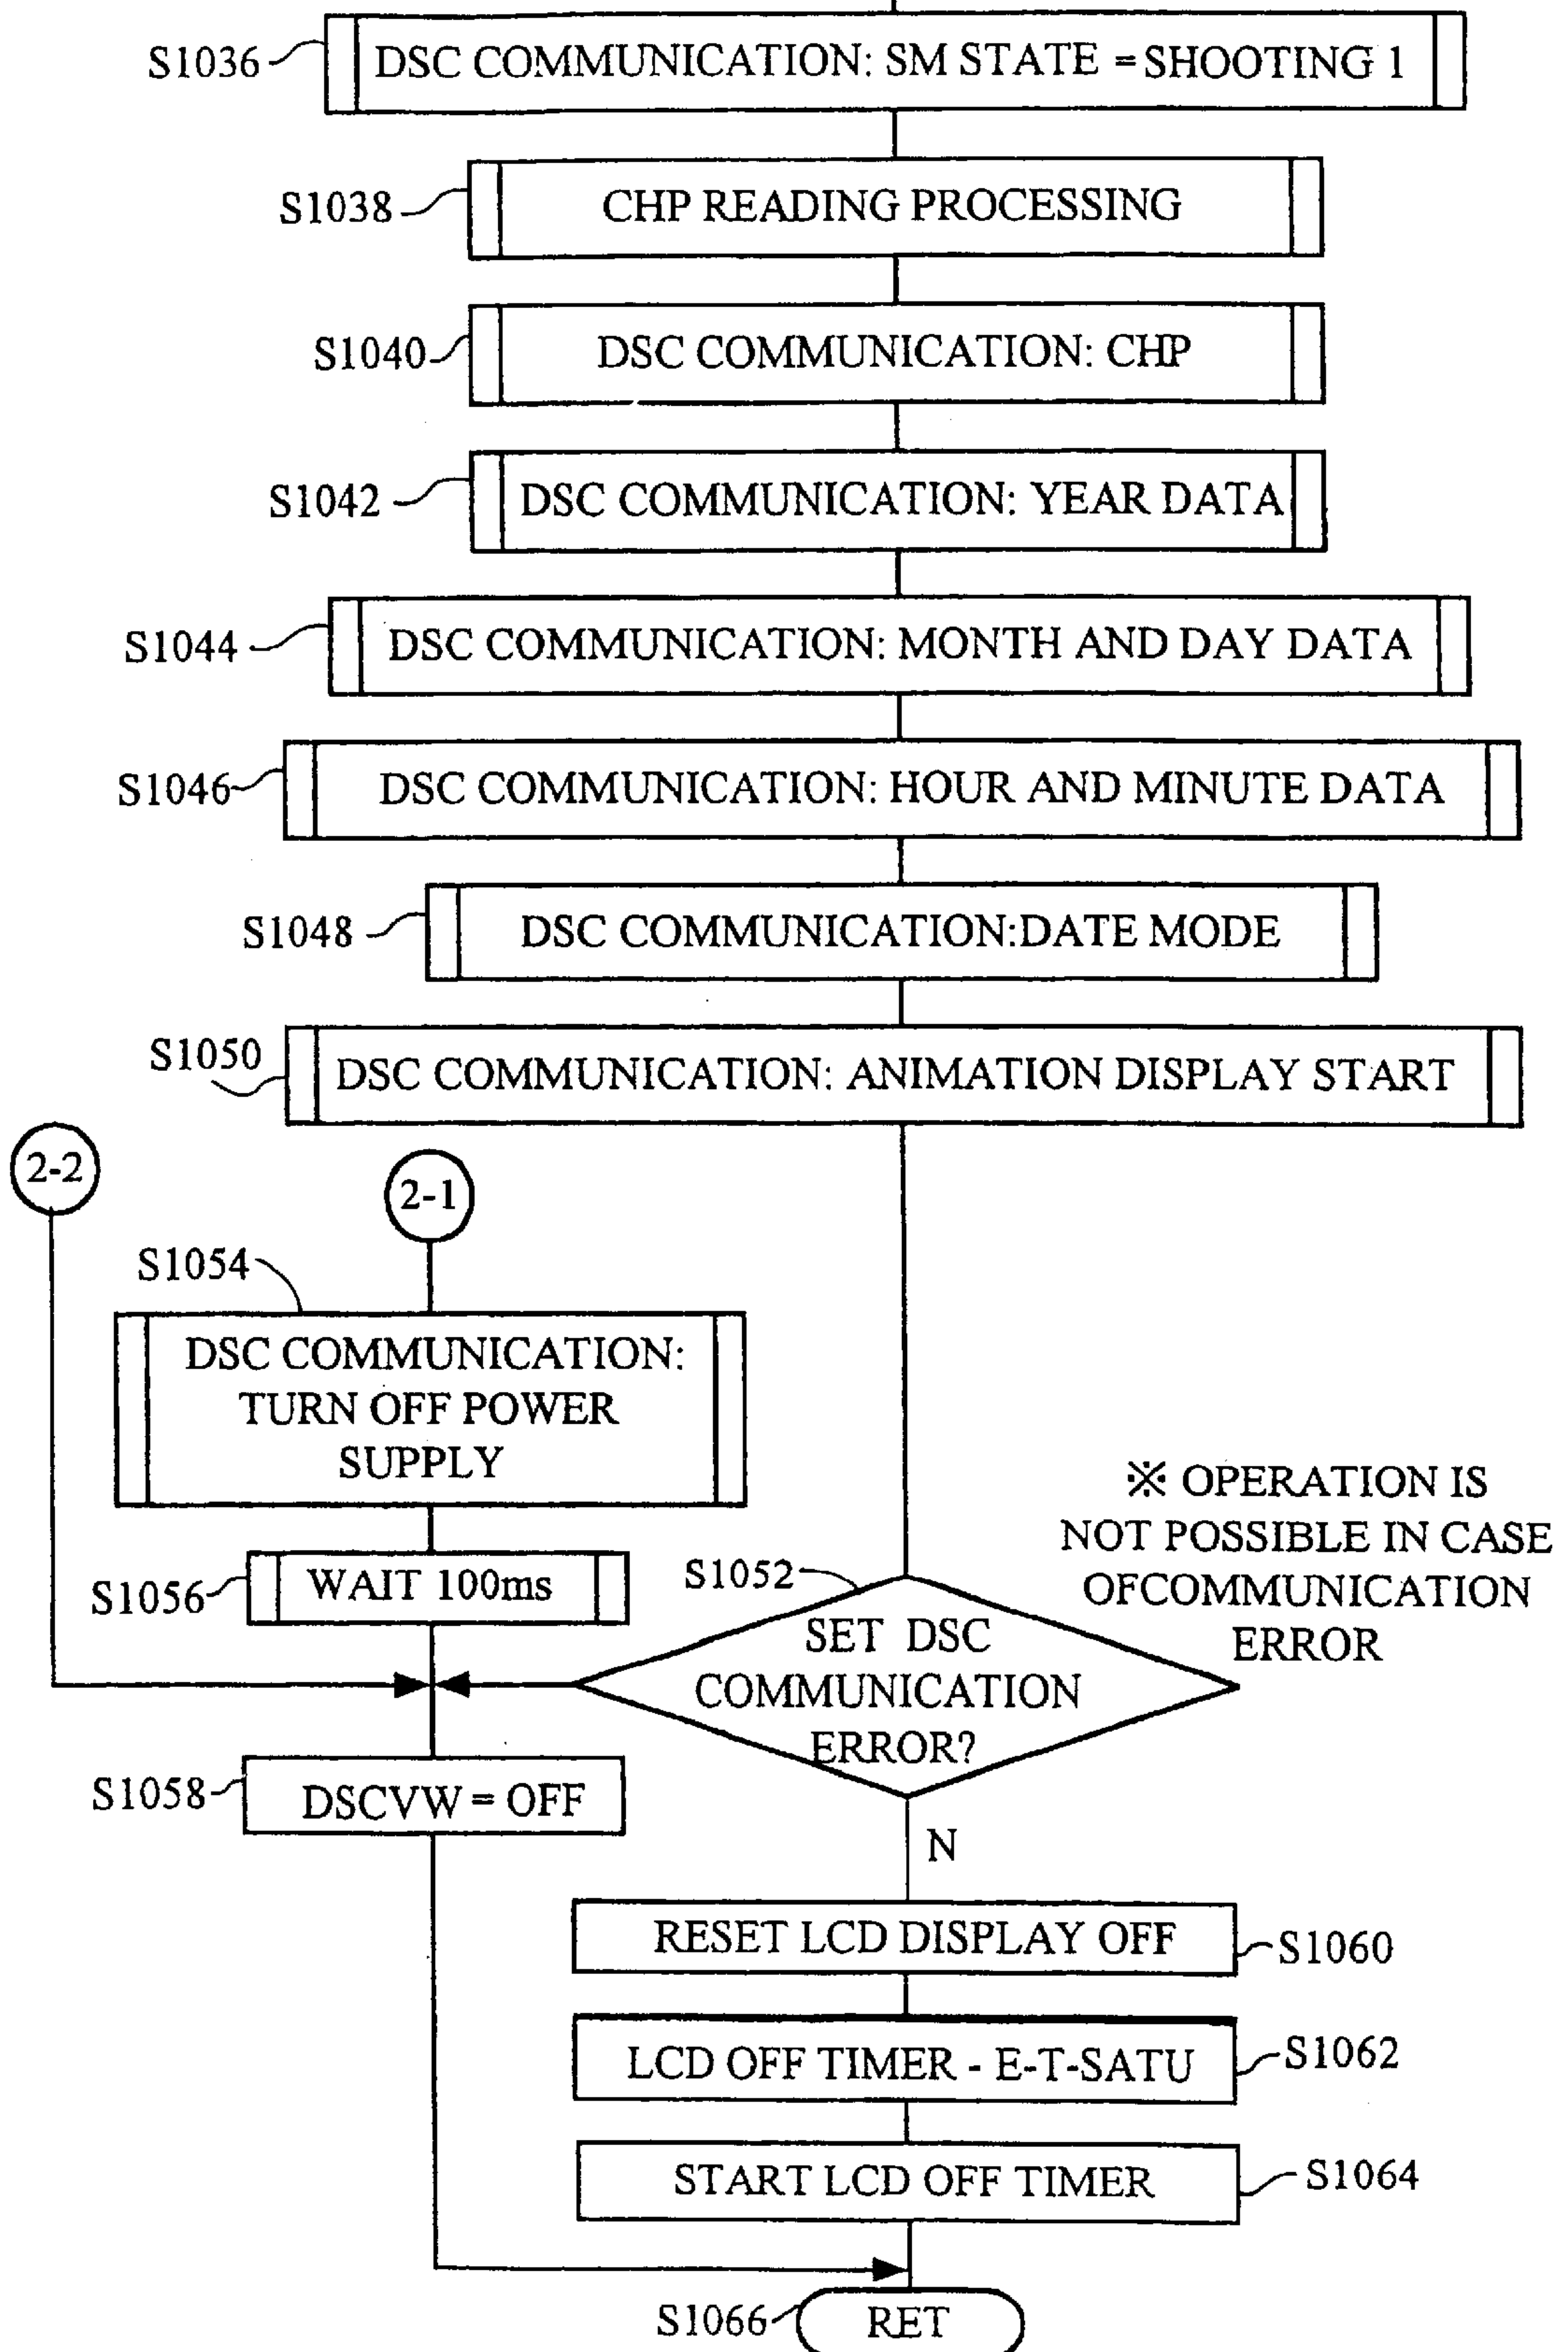 S1036 DSC COMMUNICATION: SM STATE = SHOOTING 1
S1038 CHP READING PROCESSING
S1040 DSC COMMUNICATION: CHP
S1042 DSC COMMUNICATION: YEAR DATA
S1044 DSC COMMUNICATION: MONTH AND DAY DATA
S1046 DSC COMMUNICATION: HOUR AND MINUTE DATA
S1048 DSC COMMUNICATION:DATE MODE
S1050 DSC COMMUNICATION: ANIMATION DISPLAY START
2-2
2-1
S1054
DSC COMMUNICATION:
TURN OFF POWER
SUPPLY
S1056 WAIT 100ms
※ OPERATION IS
NOT POSSIBLE IN CASE
OFCOMMUNICATION
ERROR
S1052
SET DSC
COMMUNICATION
ERROR?
S1058 DSCVW = OFF
N
RESET LCD DISPLAY OFF S1060
LCD OFF TIMER - E-T-SATU S1062
START LCD OFF TIMER S1064
S1066 RET